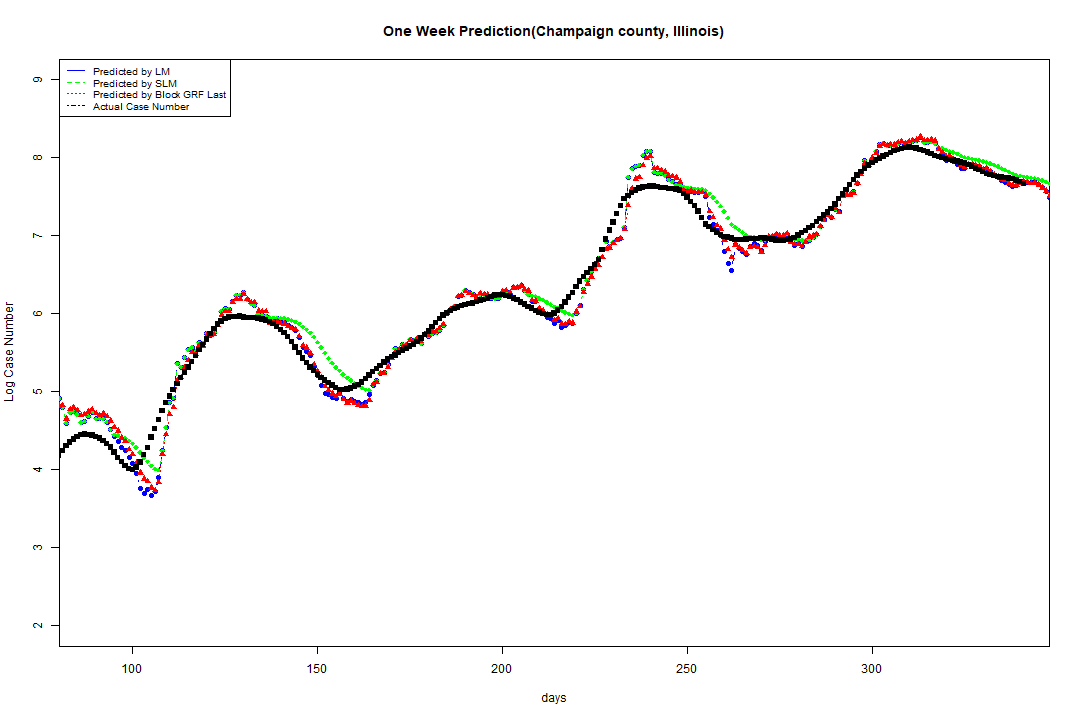 One Week Prediction(Champaign county, Illinois)
Predicted by LM
Predicted by SLM
Predicted by Block GRF Last
Actual Case Number
9
8
7
6
5
4
3
2
Log Case Number
100 150 200 250 300
days